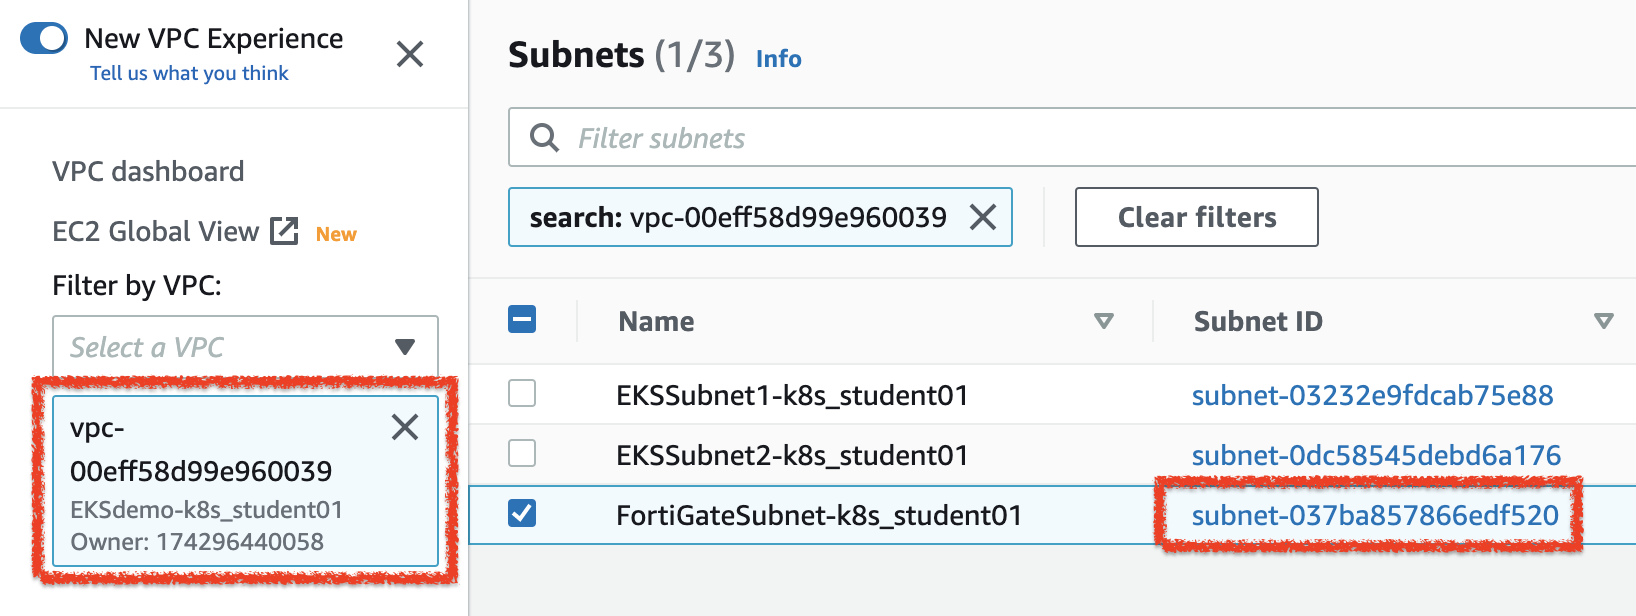 New VPC Experience
Tell us what you think
VPC dashboard
EC2 Global View New
Filter by VPC:
Select a VPC
vpc-
00eff58d99e960039
EKSdemo-k8s_student01
Owner: 174296440058
Subnets (1/3) Info
Filter subnets
search: vpc-00eff58d99e960039
Clear filters
Name Subnet ID
EKSSubnet1-k8s_student01 subnet-03232e9fdcab75e88
EKSSubnet2-k8s_student01 subnet-0dc58545debd6a176
FortiGateSubnet-k8s_student01 subnet-037ba857866edf520